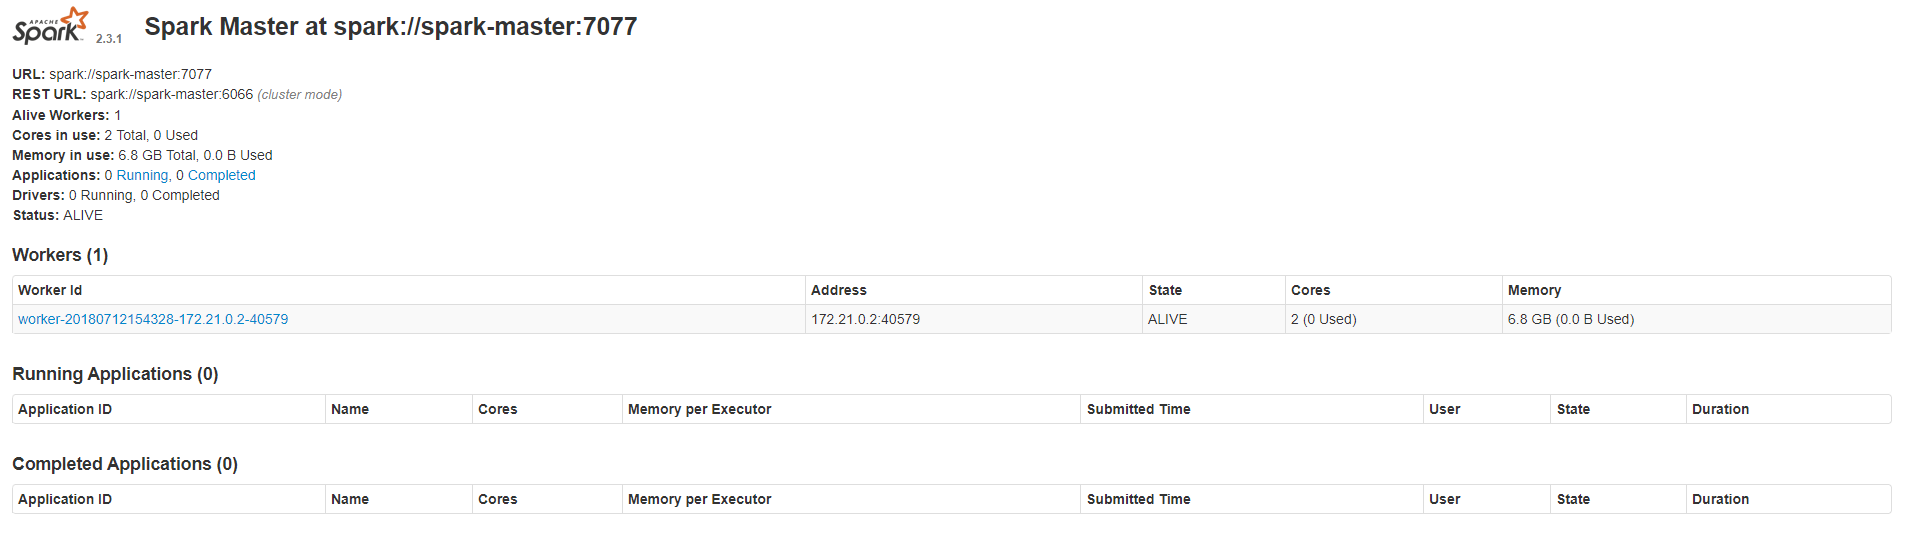 APACHE Spark 2.3.1 Spark Master at spark://spark-master:7077
URL: spark://spark-master:7077
REST URL: spark://spark-master:6066 (cluster mode)
Alive Workers: 1
Cores in use: 2 Total, 0 Used
Memory in use: 6.8 GB Total, 0.0 B Used
Applications: 0 Running, 0 Completed
Drivers: 0 Running, 0 Completed
Status: ALIVE
Workers (1)
Worker Id Address State Cores Memory
worker-20180712154328-172.21.0.2-40579 172.21.0.2:40579 ALIVE 2 (0 Used) 6.8 GB (0.0 B Used)
Running Applications (0)
Application ID Name Cores Memory per Executor Submitted Time User State Duration
Completed Applications (0)
Application ID Name Cores Memory per Executor Submitted Time User State Duration